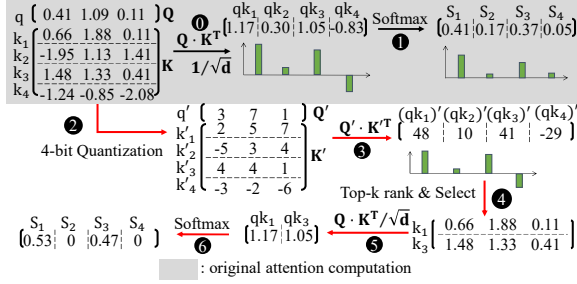 q 0.41 1.09 0.11 Q
k1 0.66 1.88 0.11
k2 -1.95 1.13 1.41
k3 1.48 1.33 0.41
k4 -1.24 -0.85 -2.08
K
0
Q · K^T
1/√d
qk1 qk2 qk3 qk4
1.17 0.30 1.05 -0.83
Softmax
1
S1 S2 S3 S4
0.41 0.17 0.37 0.05
2
4-bit Quantization
q′ 3 7 1 Q′
k′1 2 5 7
k′2 -5 3 4
k′3 4 4 1
k′4 -3 -2 -6
K′
Q′ · K′^T
3
(qk1)′ (qk2)′ (qk3)′ (qk4)′
48 10 41 -29
Top-k rank & Select
4
k1 0.66 1.88 0.11
k3 1.48 1.33 0.41
Q · K^T/√d
5
qk1 qk3
1.17 1.05
Softmax
6
S1 S2 S3 S4
0.53 0 0.47 0
: original attention computation